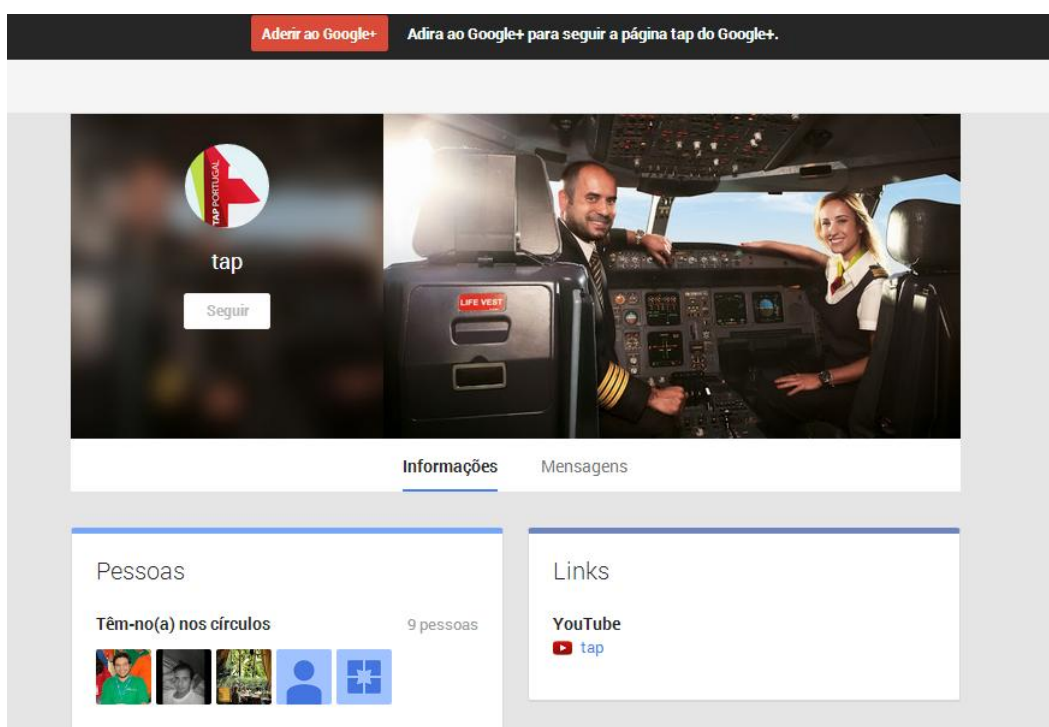 Aderir ao Google+
Adira ao Google+ para seguir a página tap do Google+.
TAP PORTUGAL
tap
Seguir
LIFE VEST
Informações
Mensagens
Pessoas
Têm-no(a) nos círculos
9 pessoas
Links
YouTube
tap